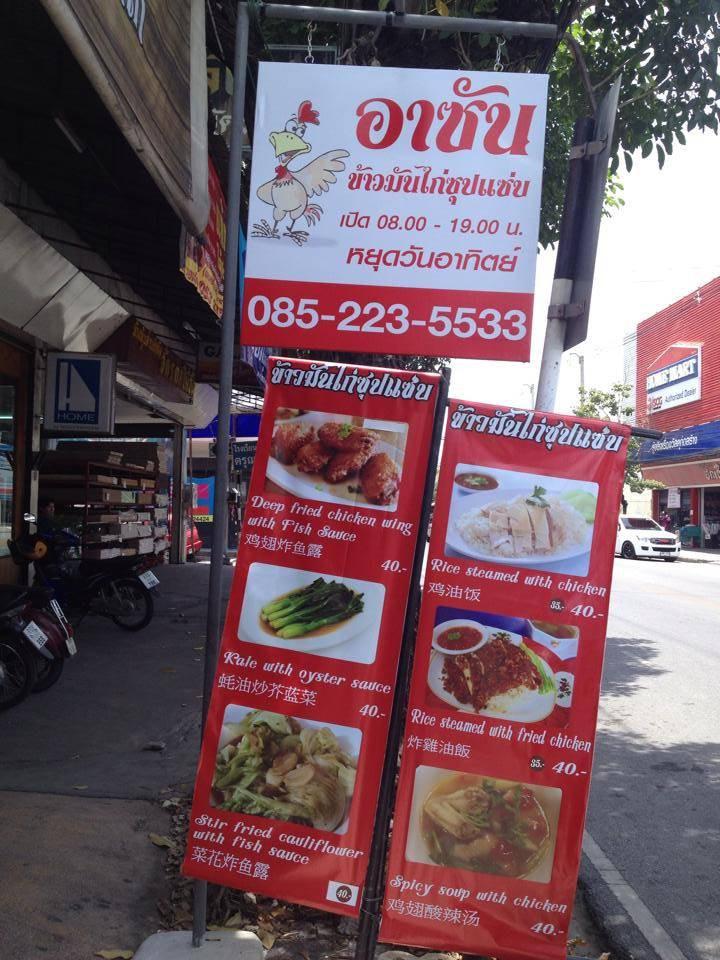 อาซัน
ข้าวมันไก่ซุปแซ่บ
เปิด 08.00 - 19.00 น.
หยุดวันอาทิตย์
085-223-5533
ข้าวมันไก่ซุปแซ่บ
Deep fried chicken wing
with Fish Sauce
鸡翅炸鱼露
40.-
Kale with oyster sauce
蚝油炒芥蓝菜
40.-
Stir fried cauliflower
with fish sauce
菜花炸鱼露
40.-
ข้าวมันไก่ซุปแซ่บ
Rice steamed with chicken
鸡油饭
35.- 40.-
Rice steamed with fried chicken
炸雞油飯
35.- 40.-
Spicy soup with chicken
鸡翅酸辣汤
40.-
HOME
HOME MART
Authorized Dealer